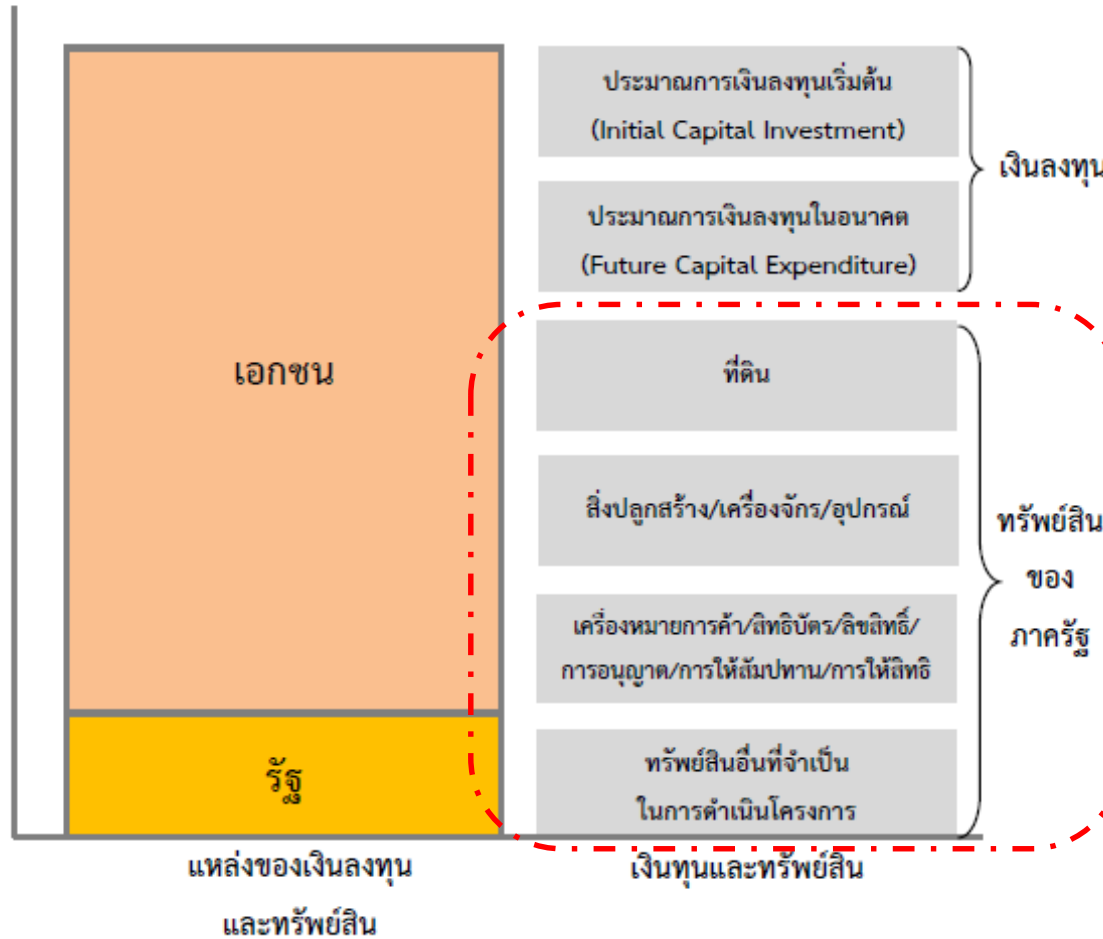 ประมาณการเงินลงทุนเริ่มต้น
(Initial Capital Investment)
เงินลงทุน
ประมาณการเงินลงทุนในอนาคต
(Future Capital Expenditure)
เอกชน
ที่ดิน
สิ่งปลูกสร้าง/เครื่องจักร/อุปกรณ์
ทรัพย์สิน
ของ
ภาครัฐ
เครื่องหมายการค้า/สิทธิบัตร/ลิขสิทธิ์/
การอนุญาต/การให้สัมปทาน/การให้สิทธิ
รัฐ
ทรัพย์สินอื่นที่จำเป็น
ในการดำเนินโครงการ
แหล่งของเงินลงทุน
และทรัพย์สิน
เงินทุนและทรัพย์สิน